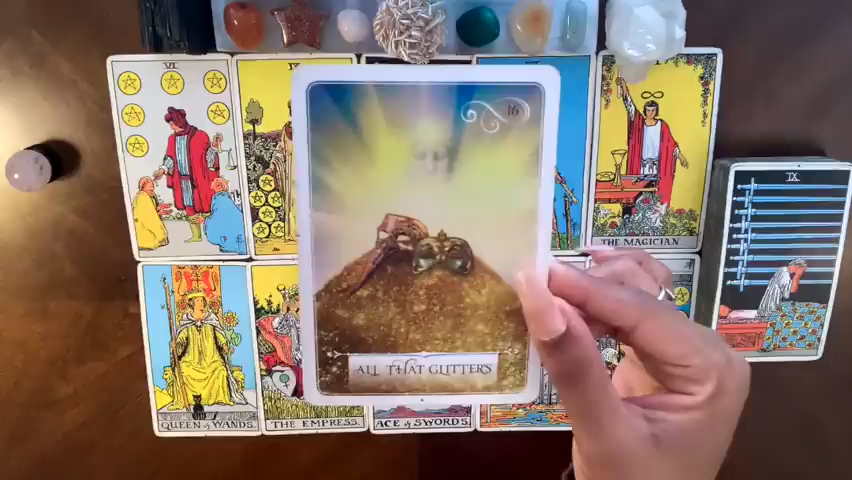 VI
16
THE MAGICIAN
IX
ALL THAT GLITTERS
QUEEN of WANDS.
THE EMPRESS.
ACE of SWORDS.